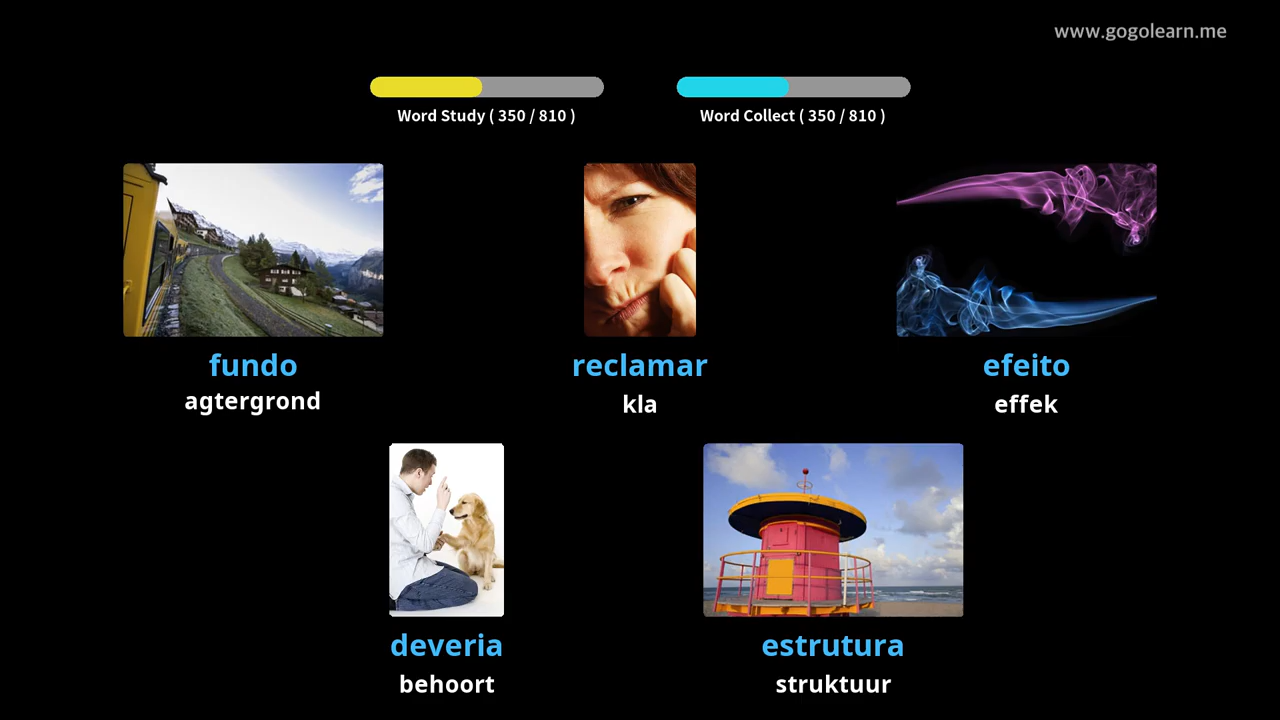 www.gogolearn.me
Word Study ( 350 / 810 )
Word Collect ( 350 / 810 )
fundo
agtergrond
reclamar
kla
efeito
effek
deveria
behoort
estrutura
struktuur